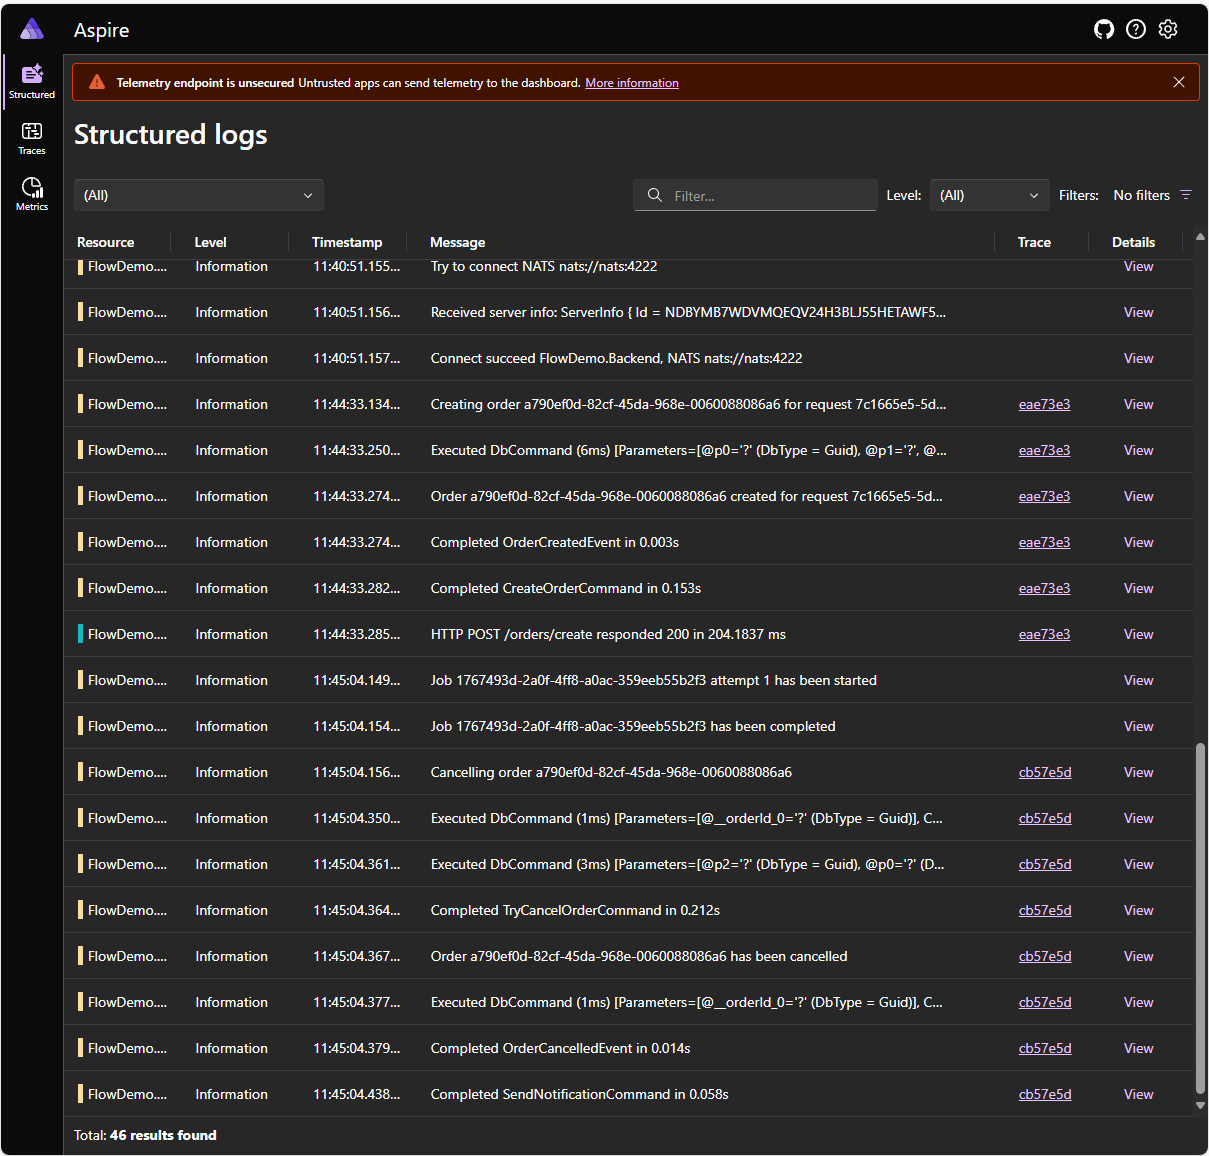 Aspire
Structured
Traces
Metrics
Telemetry endpoint is unsecured Untrusted apps can send telemetry to the dashboard. More information
Structured logs
(All) Filter... Level: (All) Filters: No filters
Resource Level Timestamp Message Trace Details
FlowDemo.... Information 11:40:51.155... Try to connect NATS nats://nats:4222 View
FlowDemo.... Information 11:40:51.156... Received server info: ServerInfo { Id = NDBYMB7WDVMQEQV24H3BLJ55HETAWF5... View
FlowDemo.... Information 11:40:51.157... Connect succeed FlowDemo.Backend, NATS nats://nats:4222 View
FlowDemo.... Information 11:44:33.134... Creating order a790ef0d-82cf-45da-968e-0060088086a6 for request 7c1665e5-5d... eae73e3 View
FlowDemo.... Information 11:44:33.250... Executed DbCommand (6ms) [Parameters=[@p0='?' (DbType = Guid), @p1='?', @... eae73e3 View
FlowDemo.... Information 11:44:33.274... Order a790ef0d-82cf-45da-968e-0060088086a6 created for request 7c1665e5-5d... eae73e3 View
FlowDemo.... Information 11:44:33.274... Completed OrderCreatedEvent in 0.003s eae73e3 View
FlowDemo.... Information 11:44:33.282... Completed CreateOrderCommand in 0.153s eae73e3 View
FlowDemo.... Information 11:44:33.285... HTTP POST /orders/create responded 200 in 204.1837 ms eae73e3 View
FlowDemo.... Information 11:45:04.149... Job 1767493d-2a0f-4ff8-a0ac-359eeb55b2f3 attempt 1 has been started View
FlowDemo.... Information 11:45:04.154... Job 1767493d-2a0f-4ff8-a0ac-359eeb55b2f3 has been completed View
FlowDemo.... Information 11:45:04.156... Cancelling order a790ef0d-82cf-45da-968e-0060088086a6 cb57e5d View
FlowDemo.... Information 11:45:04.350... Executed DbCommand (1ms) [Parameters=[@__orderId_0='?' (DbType = Guid)], C... cb57e5d View
FlowDemo.... Information 11:45:04.361... Executed DbCommand (3ms) [Parameters=[@p2='?' (DbType = Guid), @p0='?' (D... cb57e5d View
FlowDemo.... Information 11:45:04.364... Completed TryCancelOrderCommand in 0.212s cb57e5d View
FlowDemo.... Information 11:45:04.367... Order a790ef0d-82cf-45da-968e-0060088086a6 has been cancelled cb57e5d View
FlowDemo.... Information 11:45:04.377... Executed DbCommand (1ms) [Parameters=[@__orderId_0='?' (DbType = Guid)], C... cb57e5d View
FlowDemo.... Information 11:45:04.379... Completed OrderCancelledEvent in 0.014s cb57e5d View
FlowDemo.... Information 11:45:04.438... Completed SendNotificationCommand in 0.058s cb57e5d View
Total: 46 results found